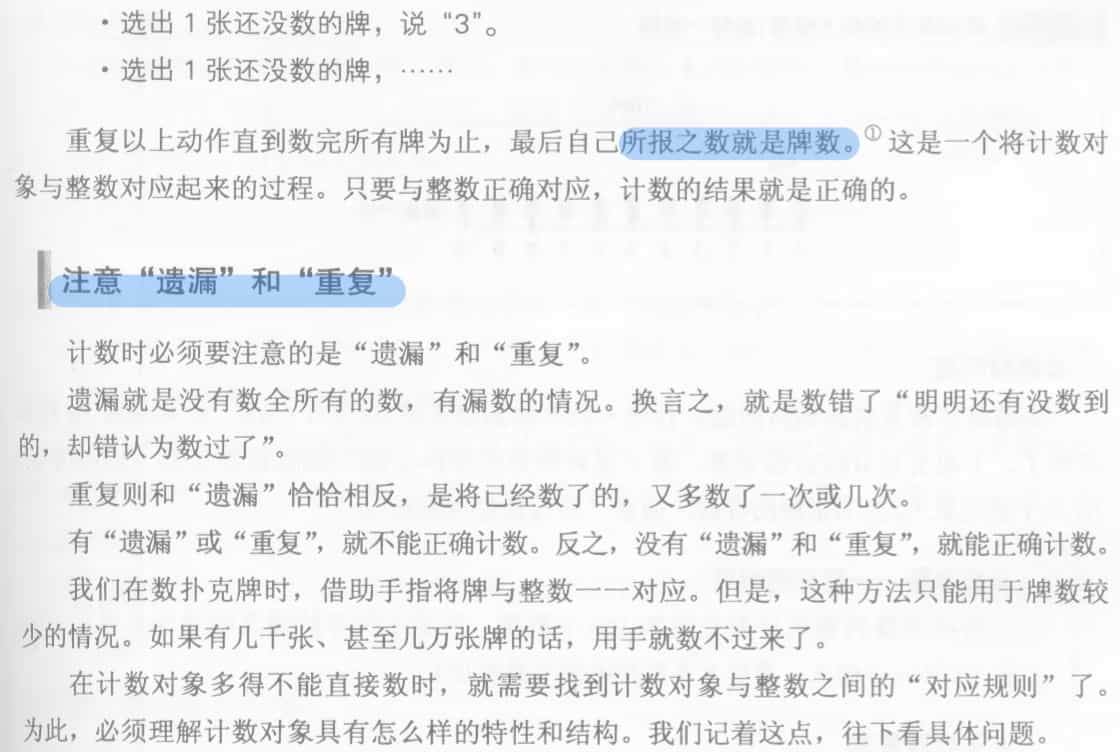 · 选出 1 张还没数的牌，说 “3”。
· 选出 1 张还没数的牌，……
重复以上动作直到数完所有牌为止，最后自己所报之数就是牌数。① 这是一个将计数对
象与整数对应起来的过程。只要与整数正确对应，计数的结果就是正确的。
注意 “遗漏” 和 “重复”
计数时必须要注意的是 “遗漏” 和 “重复”。
遗漏就是没有数全所有的数，有漏数的情况。换言之，就是数错了 “明明还有没数到
的，却错认为数过了”。
重复则和 “遗漏” 恰恰相反，是将已经数了的，又多数了一次或几次。
有 “遗漏” 或 “重复”，就不能正确计数。反之，没有 “遗漏” 和 “重复”，就能正确计数。
我们在数扑克牌时，借助手指将牌与整数一一对应。但是，这种方法只能用于牌数较
少的情况。如果有几千张、甚至几万张牌的话，用手就数不过来了。
在计数对象多得不能直接数时，就需要找到计数对象与整数之间的 “对应规则” 了。
为此，必须理解计数对象具有怎么样的特性和结构。我们记着这点，往下看具体问题。